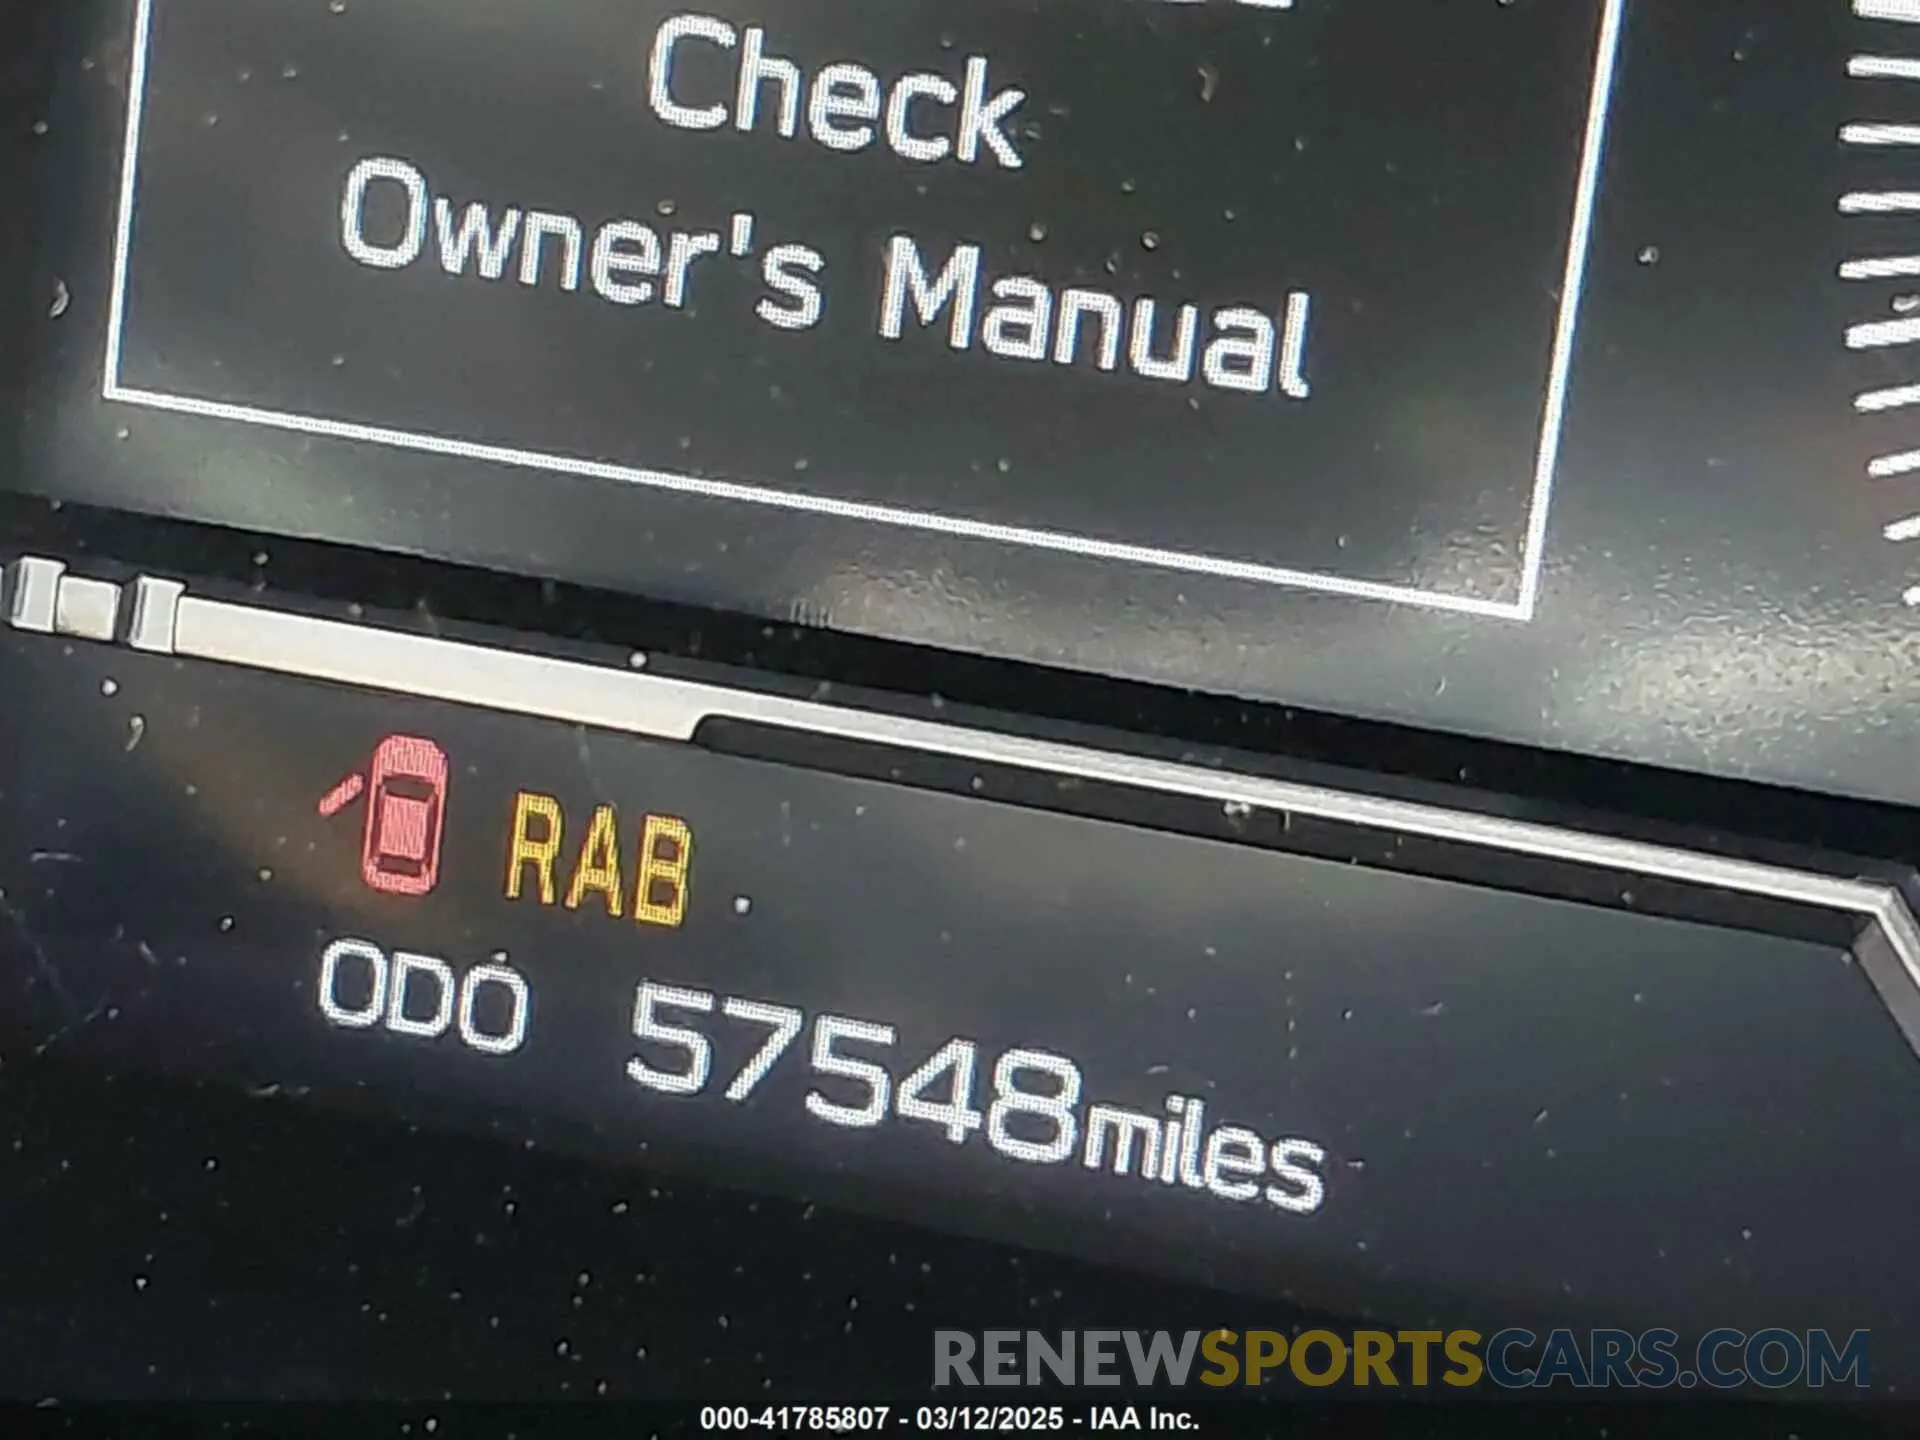 Check
Owner's Manual
RAB
ODO 57548miles
RENEWSPORTSCARS.COM
000-41785807 - 03/12/2025 - IAA Inc.